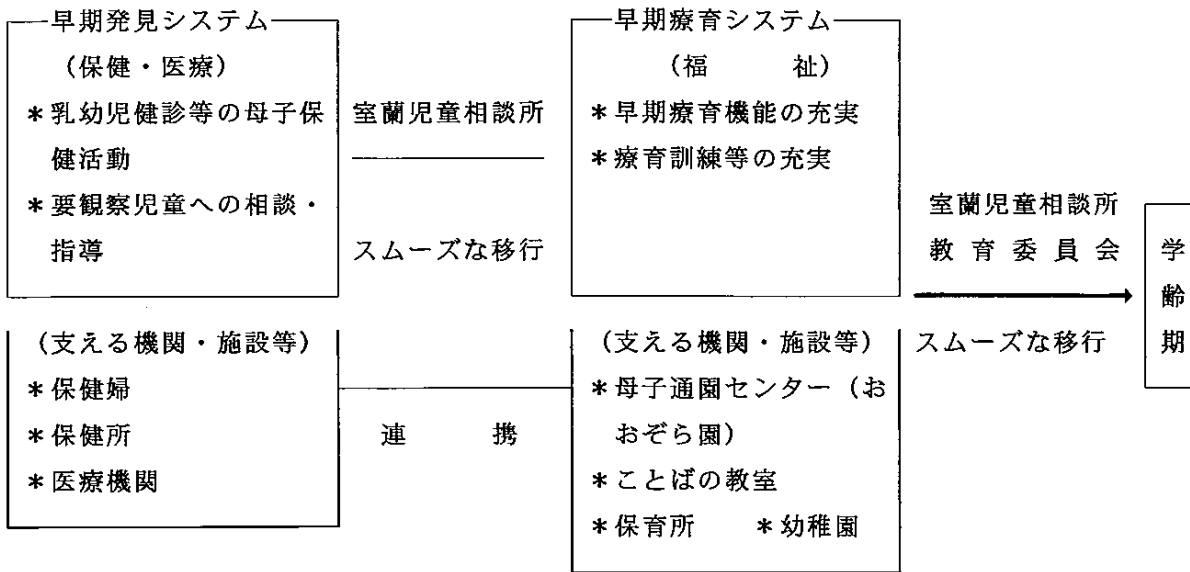 早期発見システム
(保健・医療)
*乳幼児健診等の母子保
健活動
*要観察児童への相談・
指導
室蘭児童相談所
スムーズな移行
早期療育システム
(福　　祉)
*早期療育機能の充実
*療育訓練等の充実
室蘭児童相談所
教育委員会
スムーズな移行
学
齢
期
(支える機関・施設等)
*保健婦
*保健所
*医療機関
連　　携
(支える機関・施設等)
*母子通園センター(お
おぞら園)
*ことばの教室
*保育所　*幼稚園